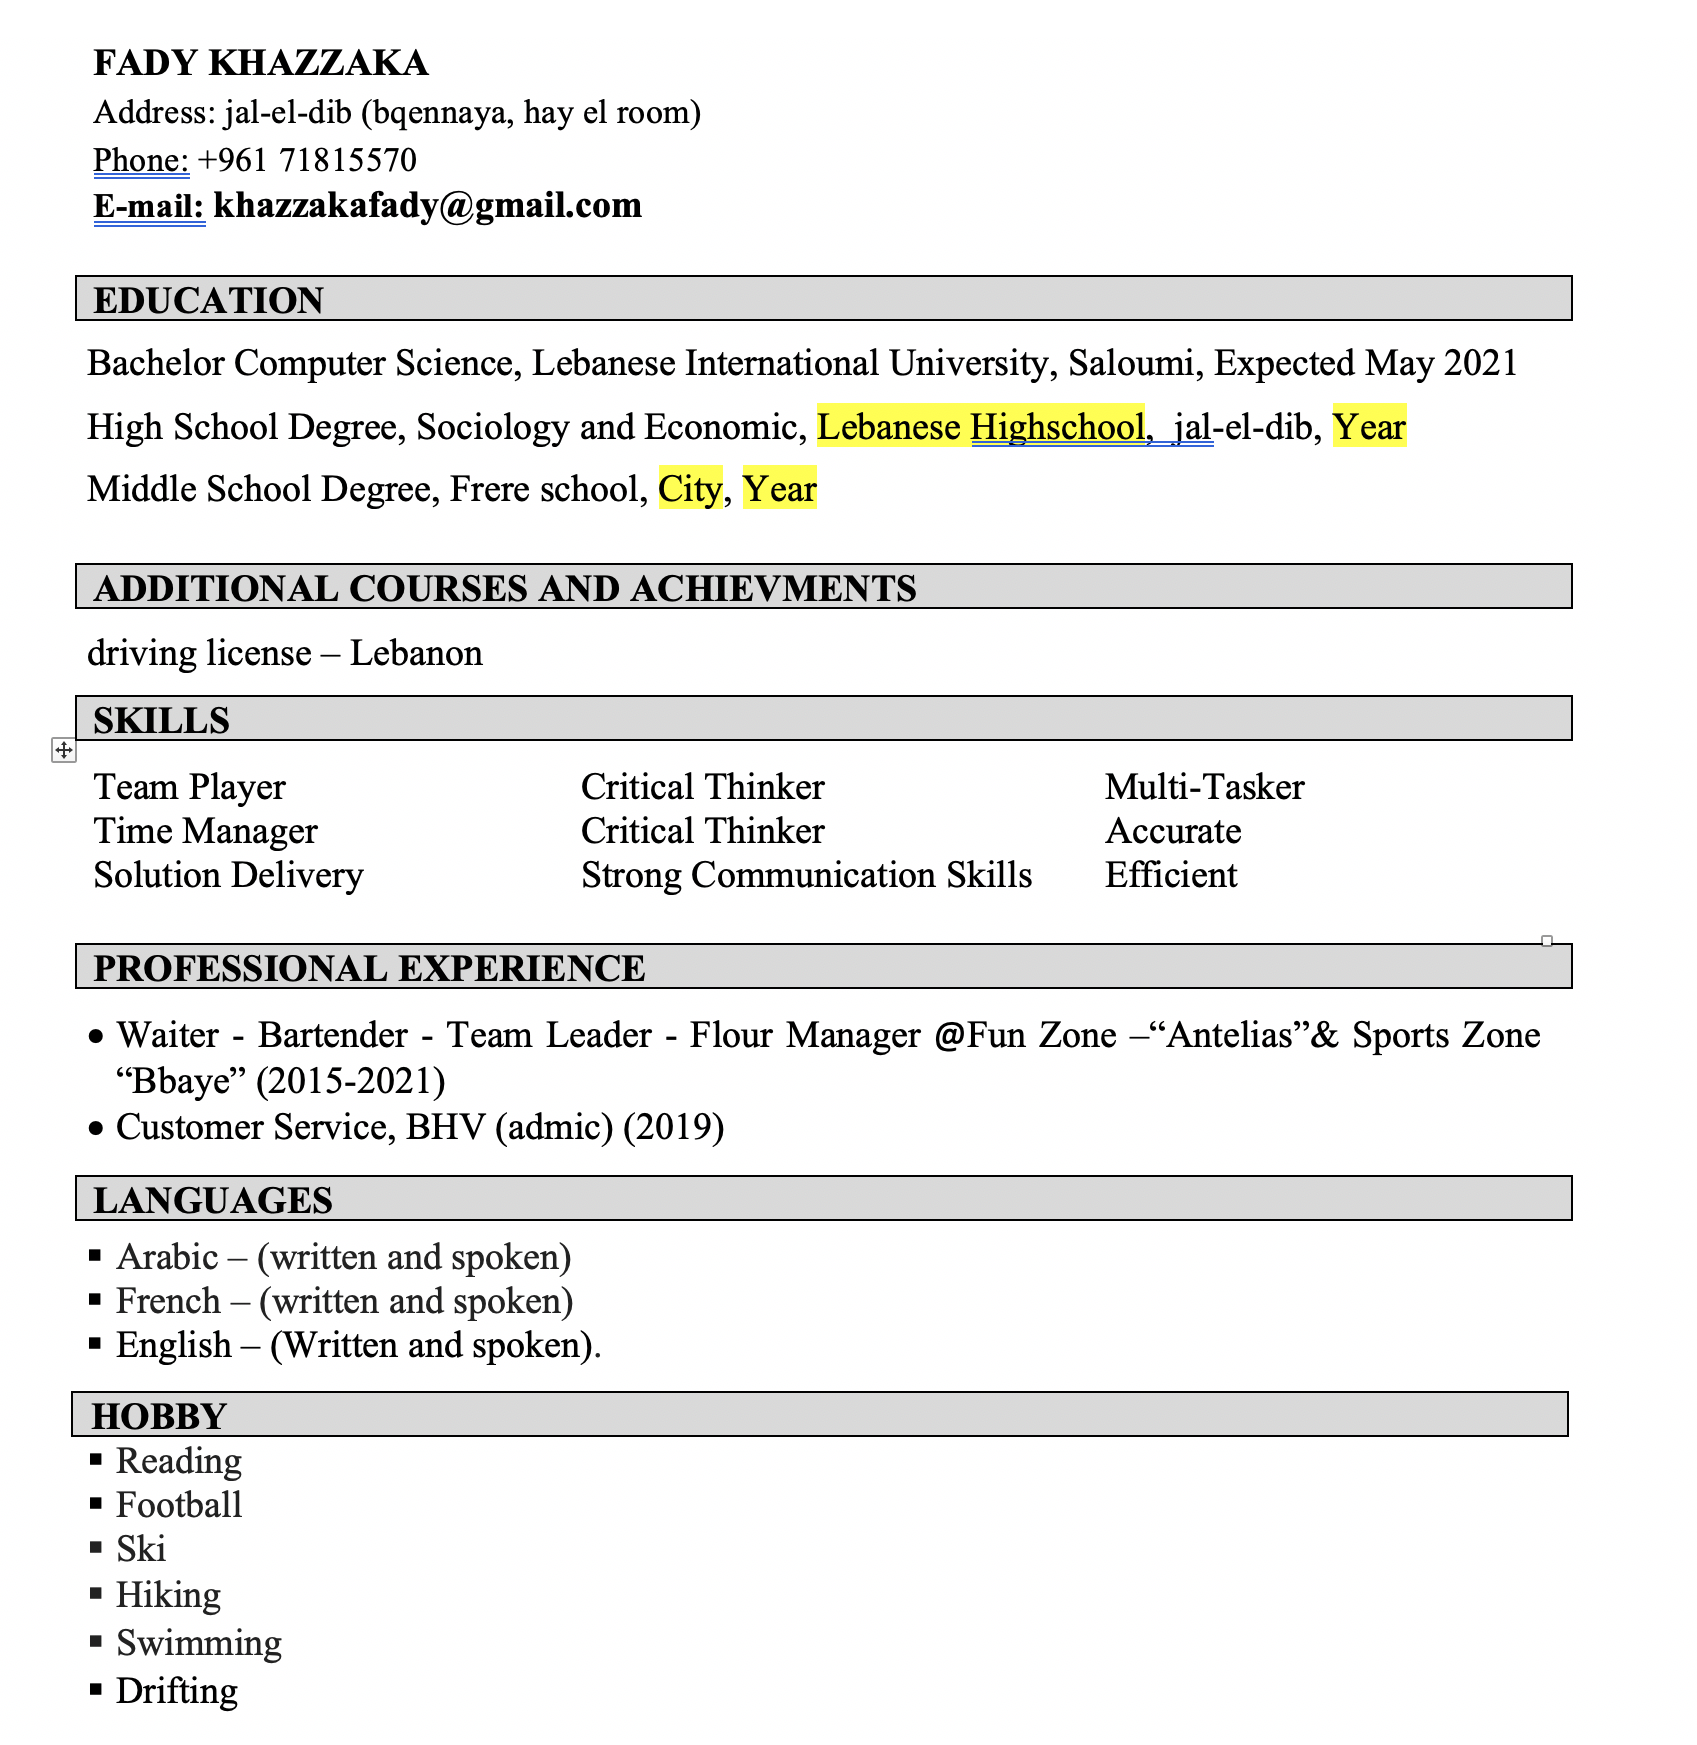 FADY KHAZZAKA
Address: jal-el-dib (bqennaya, hay el room)
Phone: +961 71815570
E-mail: khazzakafady@gmail.com
EDUCATION
Bachelor Computer Science, Lebanese International University, Saloumi, Expected May 2021
High School Degree, Sociology and Economic, Lebanese Highschool, jal-el-dib, Year
Middle School Degree, Frere school, City, Year
ADDITIONAL COURSES AND ACHIEVMENTS
driving license – Lebanon
SKILLS
Team Player Critical Thinker Multi-Tasker
Time Manager Critical Thinker Accurate
Solution Delivery Strong Communication Skills Efficient
PROFESSIONAL EXPERIENCE
• Waiter - Bartender - Team Leader - Flour Manager @Fun Zone –“Antelias”& Sports Zone
“Bbaye” (2015-2021)
• Customer Service, BHV (admic) (2019)
LANGUAGES
▪ Arabic – (written and spoken)
▪ French – (written and spoken)
▪ English – (Written and spoken).
HOBBY
▪ Reading
▪ Football
▪ Ski
▪ Hiking
▪ Swimming
▪ Drifting